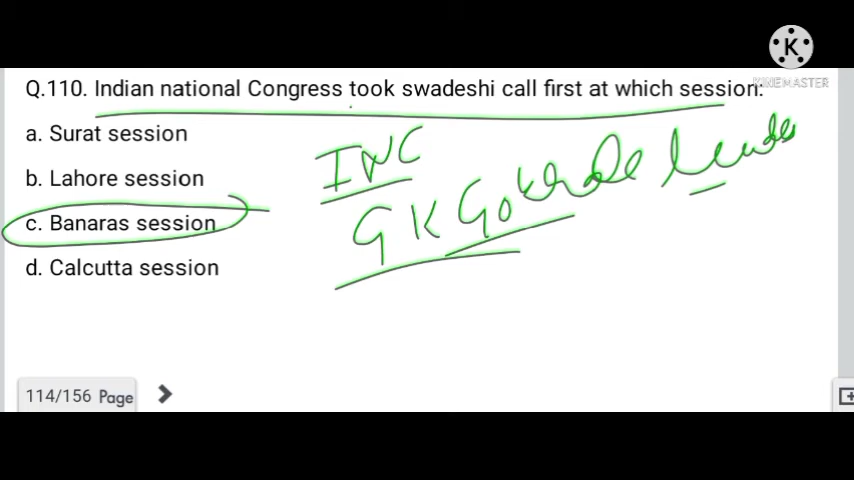 K
KINEMASTER
Q.110. Indian national Congress took swadeshi call first at which session:
a. Surat session
INC
b. Lahore session
GK Gokhale leader
c. Banaras session
d. Calcutta session
114/156 Page